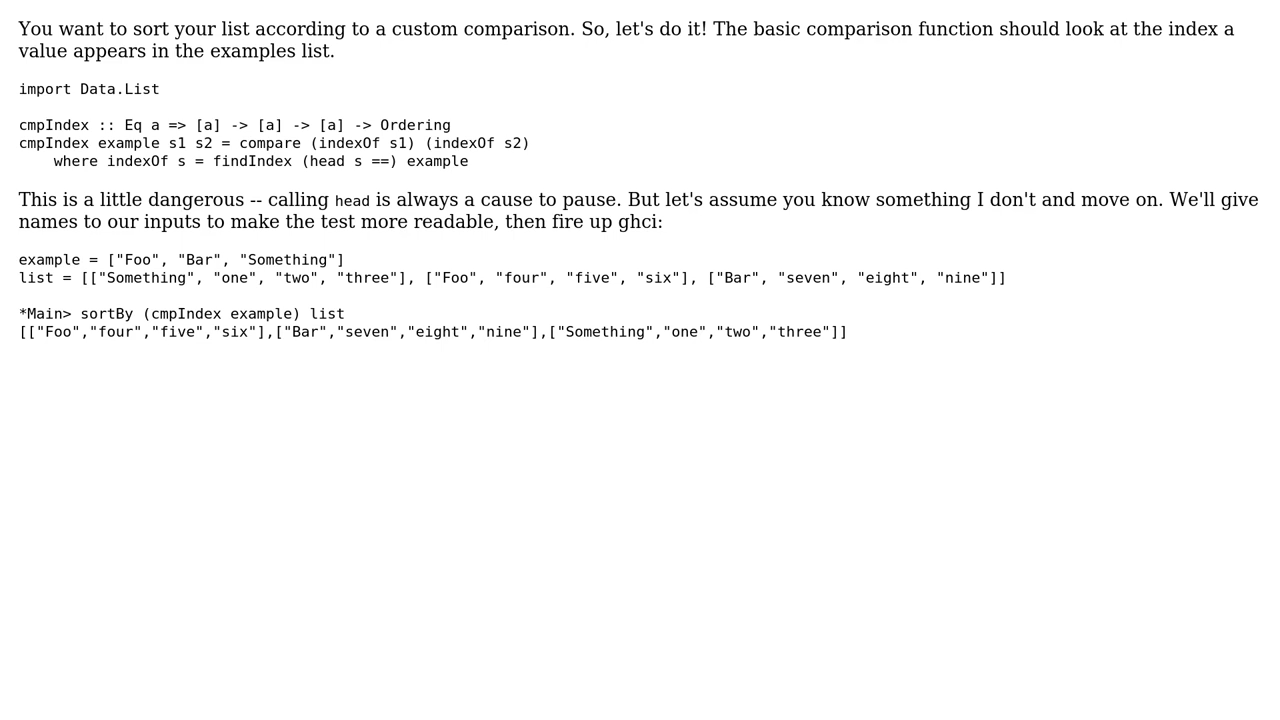 You want to sort your list according to a custom comparison. So, let's do it! The basic comparison function should look at the index a
value appears in the examples list.
import Data.List
cmpIndex :: Eq a => [a] -> [a] -> [a] -> Ordering
cmpIndex example s1 s2 = compare (indexOf s1) (indexOf s2)
    where indexOf s = findIndex (head s ==) example
This is a little dangerous -- calling head is always a cause to pause. But let's assume you know something I don't and move on. We'll give
names to our inputs to make the test more readable, then fire up ghci:
example = ["Foo", "Bar", "Something"]
list = [["Something", "one", "two", "three"], ["Foo", "four", "five", "six"], ["Bar", "seven", "eight", "nine"]]
*Main> sortBy (cmpIndex example) list
[["Foo","four","five","six"],["Bar","seven","eight","nine"],["Something","one","two","three"]]